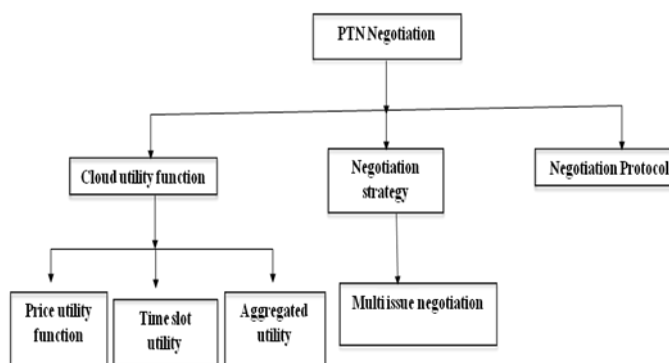 PTN Negotiation
Cloud utility function
Negotiation
strategy
Negotiation Protocol
Price utility
function
Time slot
utility
Aggregated
utility
Multi issue negotiation